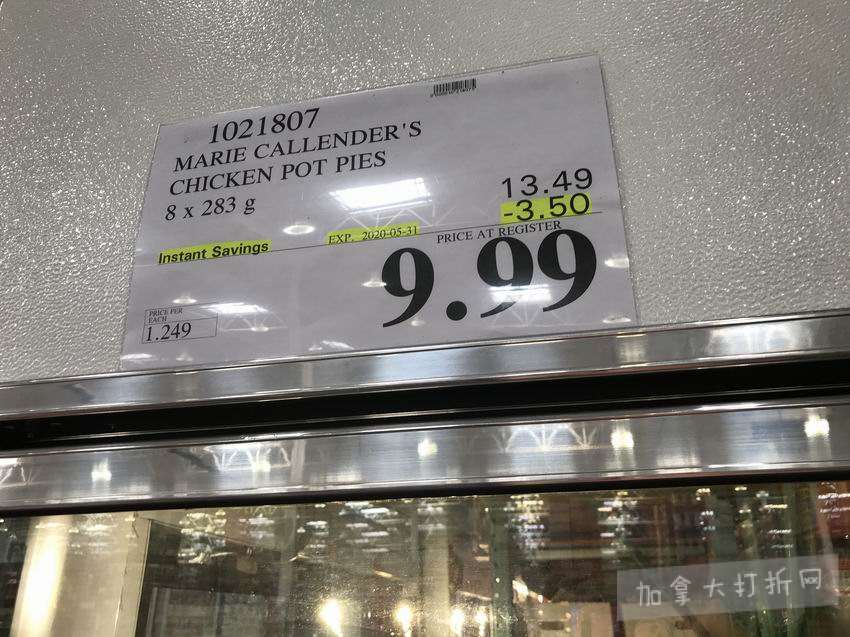 1021807
MARIE CALLENDER'S
CHICKEN POT PIES
8 x 283 g
13.49
-3.50
Instant Savings
EXP. 2020-05-31
PRICE AT REGISTER
9.99
PRICE PER
EACH
1.249
加拿大打折网